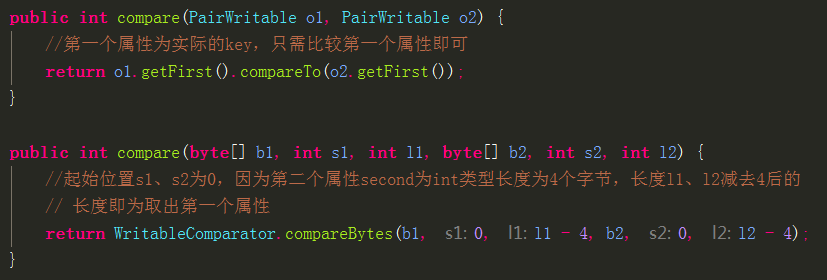 public int compare(PairWritable o1, PairWritable o2) {
//第一个属性为实际的key，只需比较第一个属性即可
return o1.getFirst().compareTo(o2.getFirst());
}
public int compare(byte[] b1, int s1, int l1, byte[] b2, int s2, int l2) {
//起始位置s1、s2为0，因为第二个属性second为int类型长度为4个字节，长度l1、l2减去4后的
// 长度即为取出第一个属性
return WritableComparator.compareBytes(b1, s1: 0, l1: l1 - 4, b2, s2: 0, l2: l2 - 4);
}